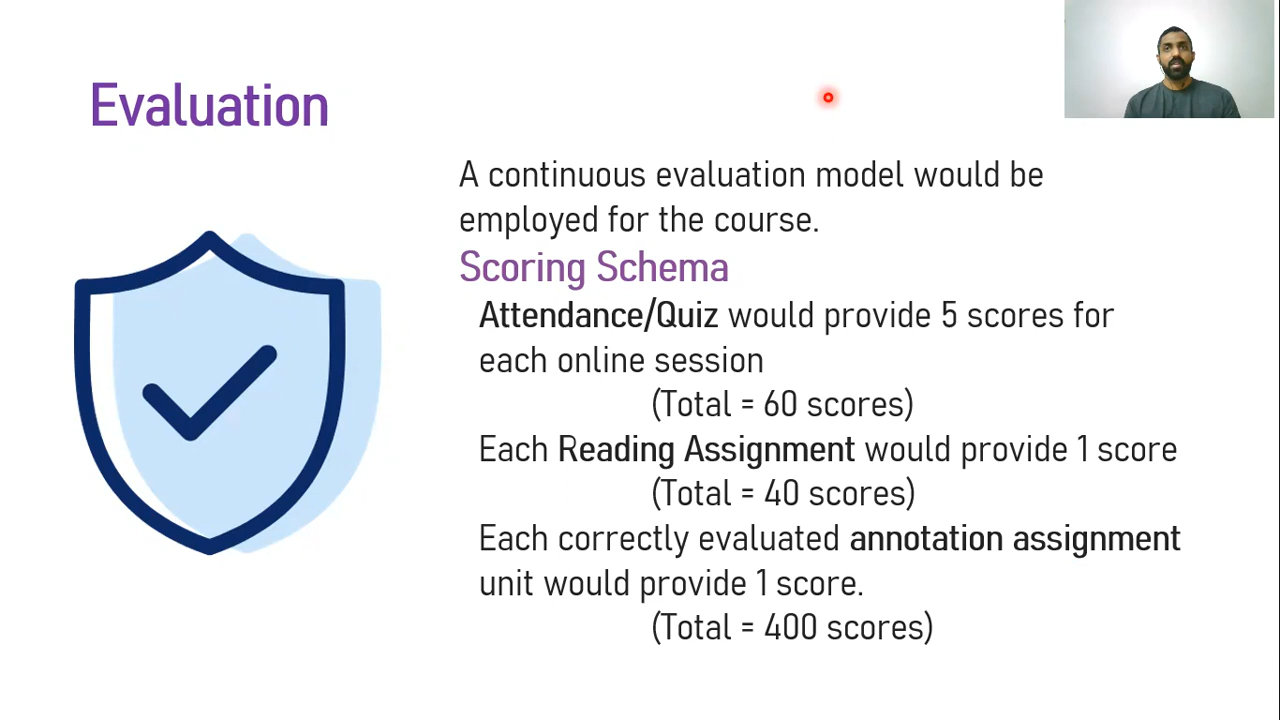 Evaluation
A continuous evaluation model would be
employed for the course.
Scoring Schema
Attendance/Quiz would provide 5 scores for
each online session
(Total = 60 scores)
Each Reading Assignment would provide 1 score
(Total = 40 scores)
Each correctly evaluated annotation assignment
unit would provide 1 score.
(Total = 400 scores)